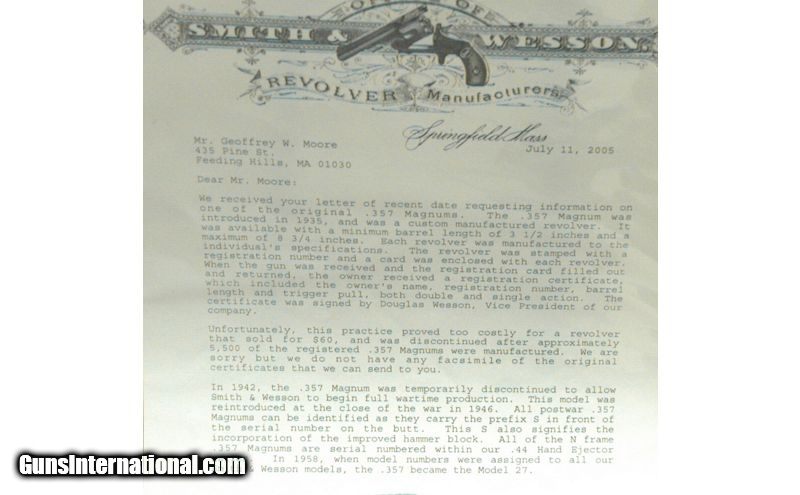 OFFICE OF
SMITH & WESSON,
REVOLVER Manufacturers
Springfield, Mass
Mr. Geoffrey W. Moore
July 11, 2005
435 Pine St.
Feeding Hills, MA 01030
Dear Mr. Moore:
We received your letter of recent date requesting information on
one of the original .357 Magnums. The .357 Magnum was
introduced in 1935, and was a custom manufactured revolver. It
was available with a minimum barrel length of 3 1/2 inches and a
maximum of 8 3/4 inches. Each revolver was manufactured to the
individual's specifications. The revolver was stamped with a
registration number and a card was enclosed with each revolver.
When the gun was received and the registration card filled out
and returned, the owner received a registration certificate,
which included the owner's name, registration number, barrel
length and trigger pull, both double and single action. The
certificate was signed by Douglas Wesson, Vice President of our
company.
Unfortunately, this practice proved too costly for a revolver
that sold for $60, and was discontinued after approximately
5,500 of the registered .357 Magnums were manufactured. We are
sorry but we do not have any facsimile of the original
certificates that we can send to you.
In 1942, the .357 Magnum was temporarily discontinued to allow
Smith & Wesson to begin full wartime production. This model was
reintroduced at the close of the war in 1946. All postwar .357
Magnums can be identified as they carry the prefix S in front of
the serial number on the butt. This S also signifies the
incorporation of the improved hammer block. All of the N frame
.357 Magnums are serial numbered within our .44 Hand Ejector
In 1958, when model numbers were assigned to all our
Wesson models, the .357 became the Model 27.
GunsInternational.com